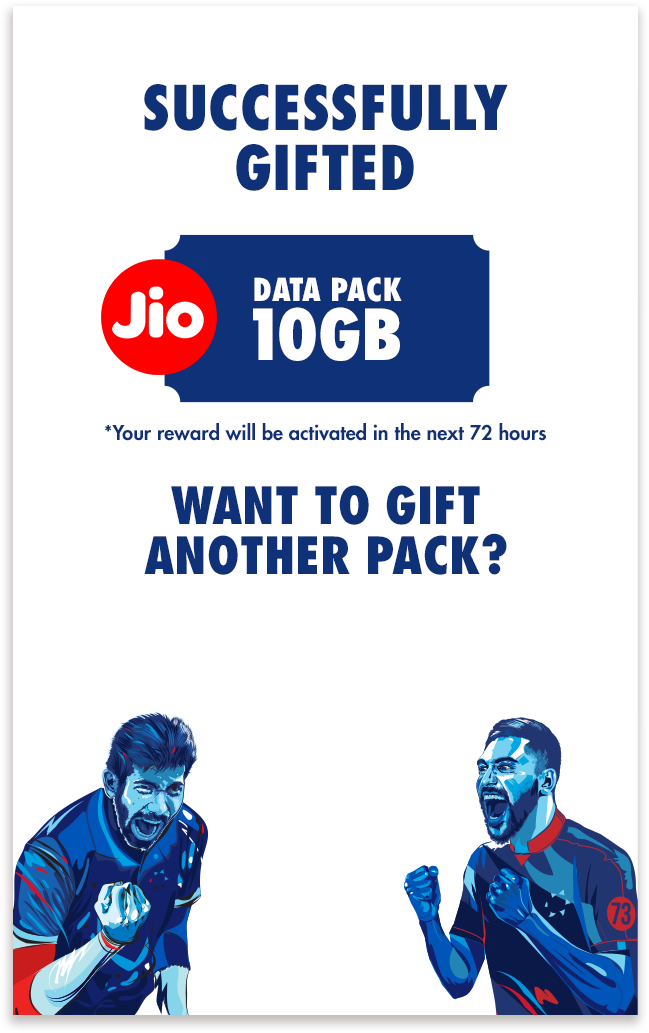 SUCCESSFULLY
GIFTED
Jio
DATA PACK
10GB
*Your reward will be activated in the next 72 hours
WANT TO GIFT
ANOTHER PACK?
73